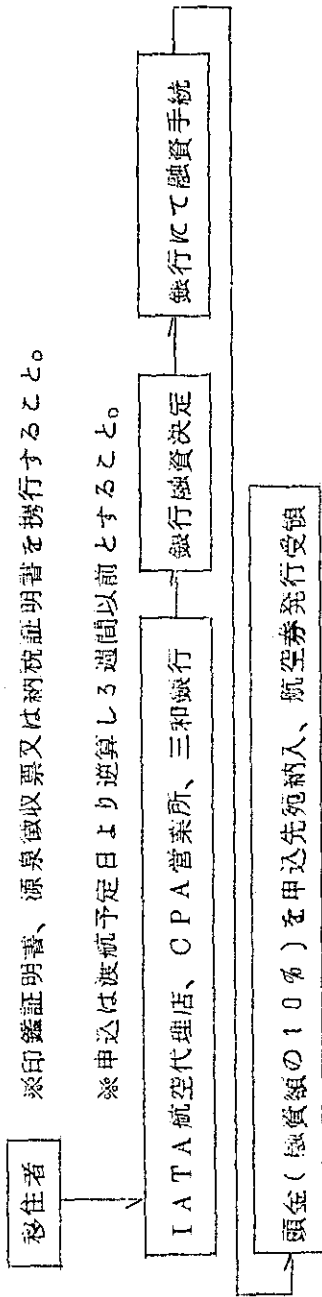 移住者
※印鑑証明書、源泉徴収票又は納税証明書を携行すること。
※申込は渡航予定日より逆算し3週間以前とすること。
IATA航空代理店、CPA営業所、三和銀行
銀行融資決定
銀行にて融資手続
頭金(融資額の10%)を申込先宛納入、航空券発行受領